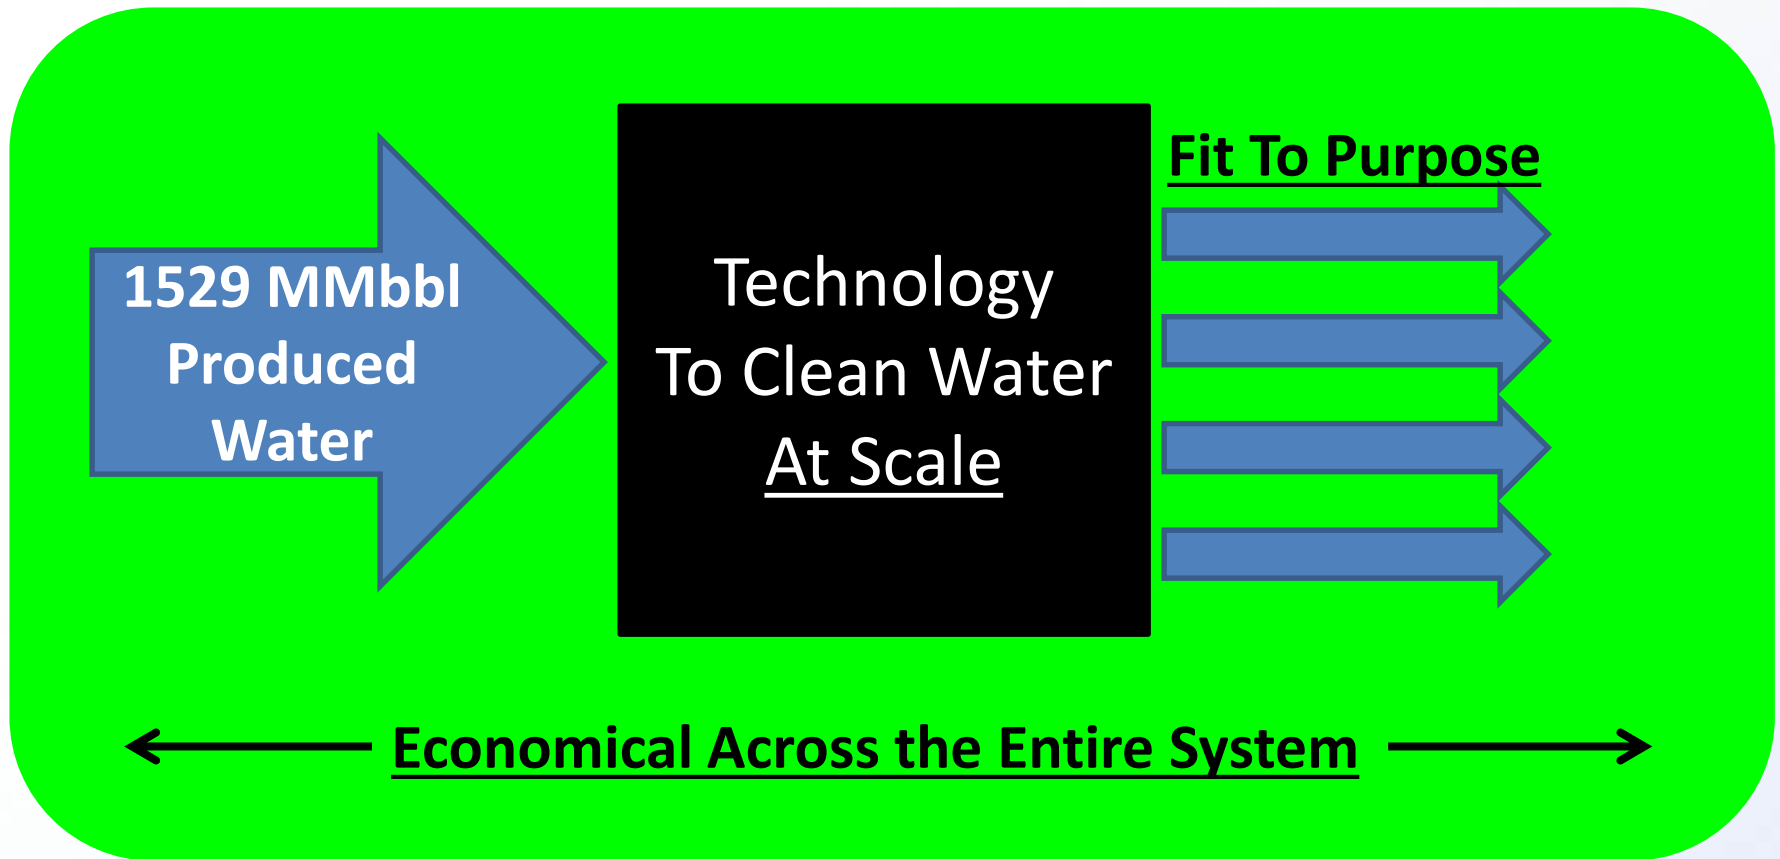 1529 MMbbl
Produced
Water
Technology
To Clean Water
At Scale
Fit To Purpose
Economical Across the Entire System